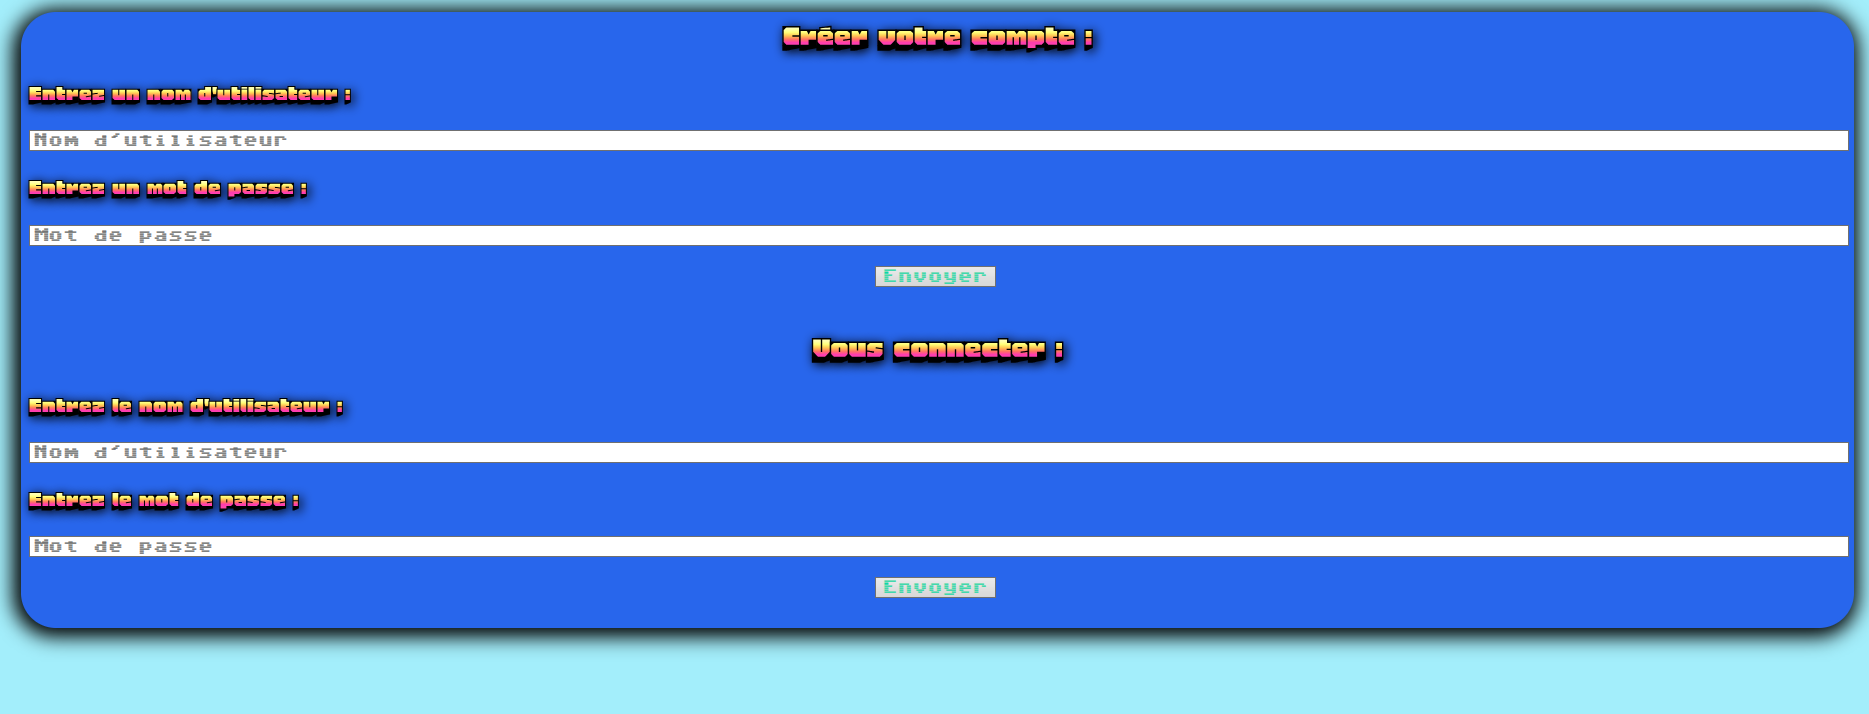 Créer votre compte :
Entrez un nom d'utilisateur :
Nom d'utilisateur
Entrez un mot de passe :
Mot de passe
Envoyer
Vous connecter :
Entrez le nom d'utilisateur :
Nom d'utilisateur
Entrez le mot de passe :
Mot de passe
Envoyer